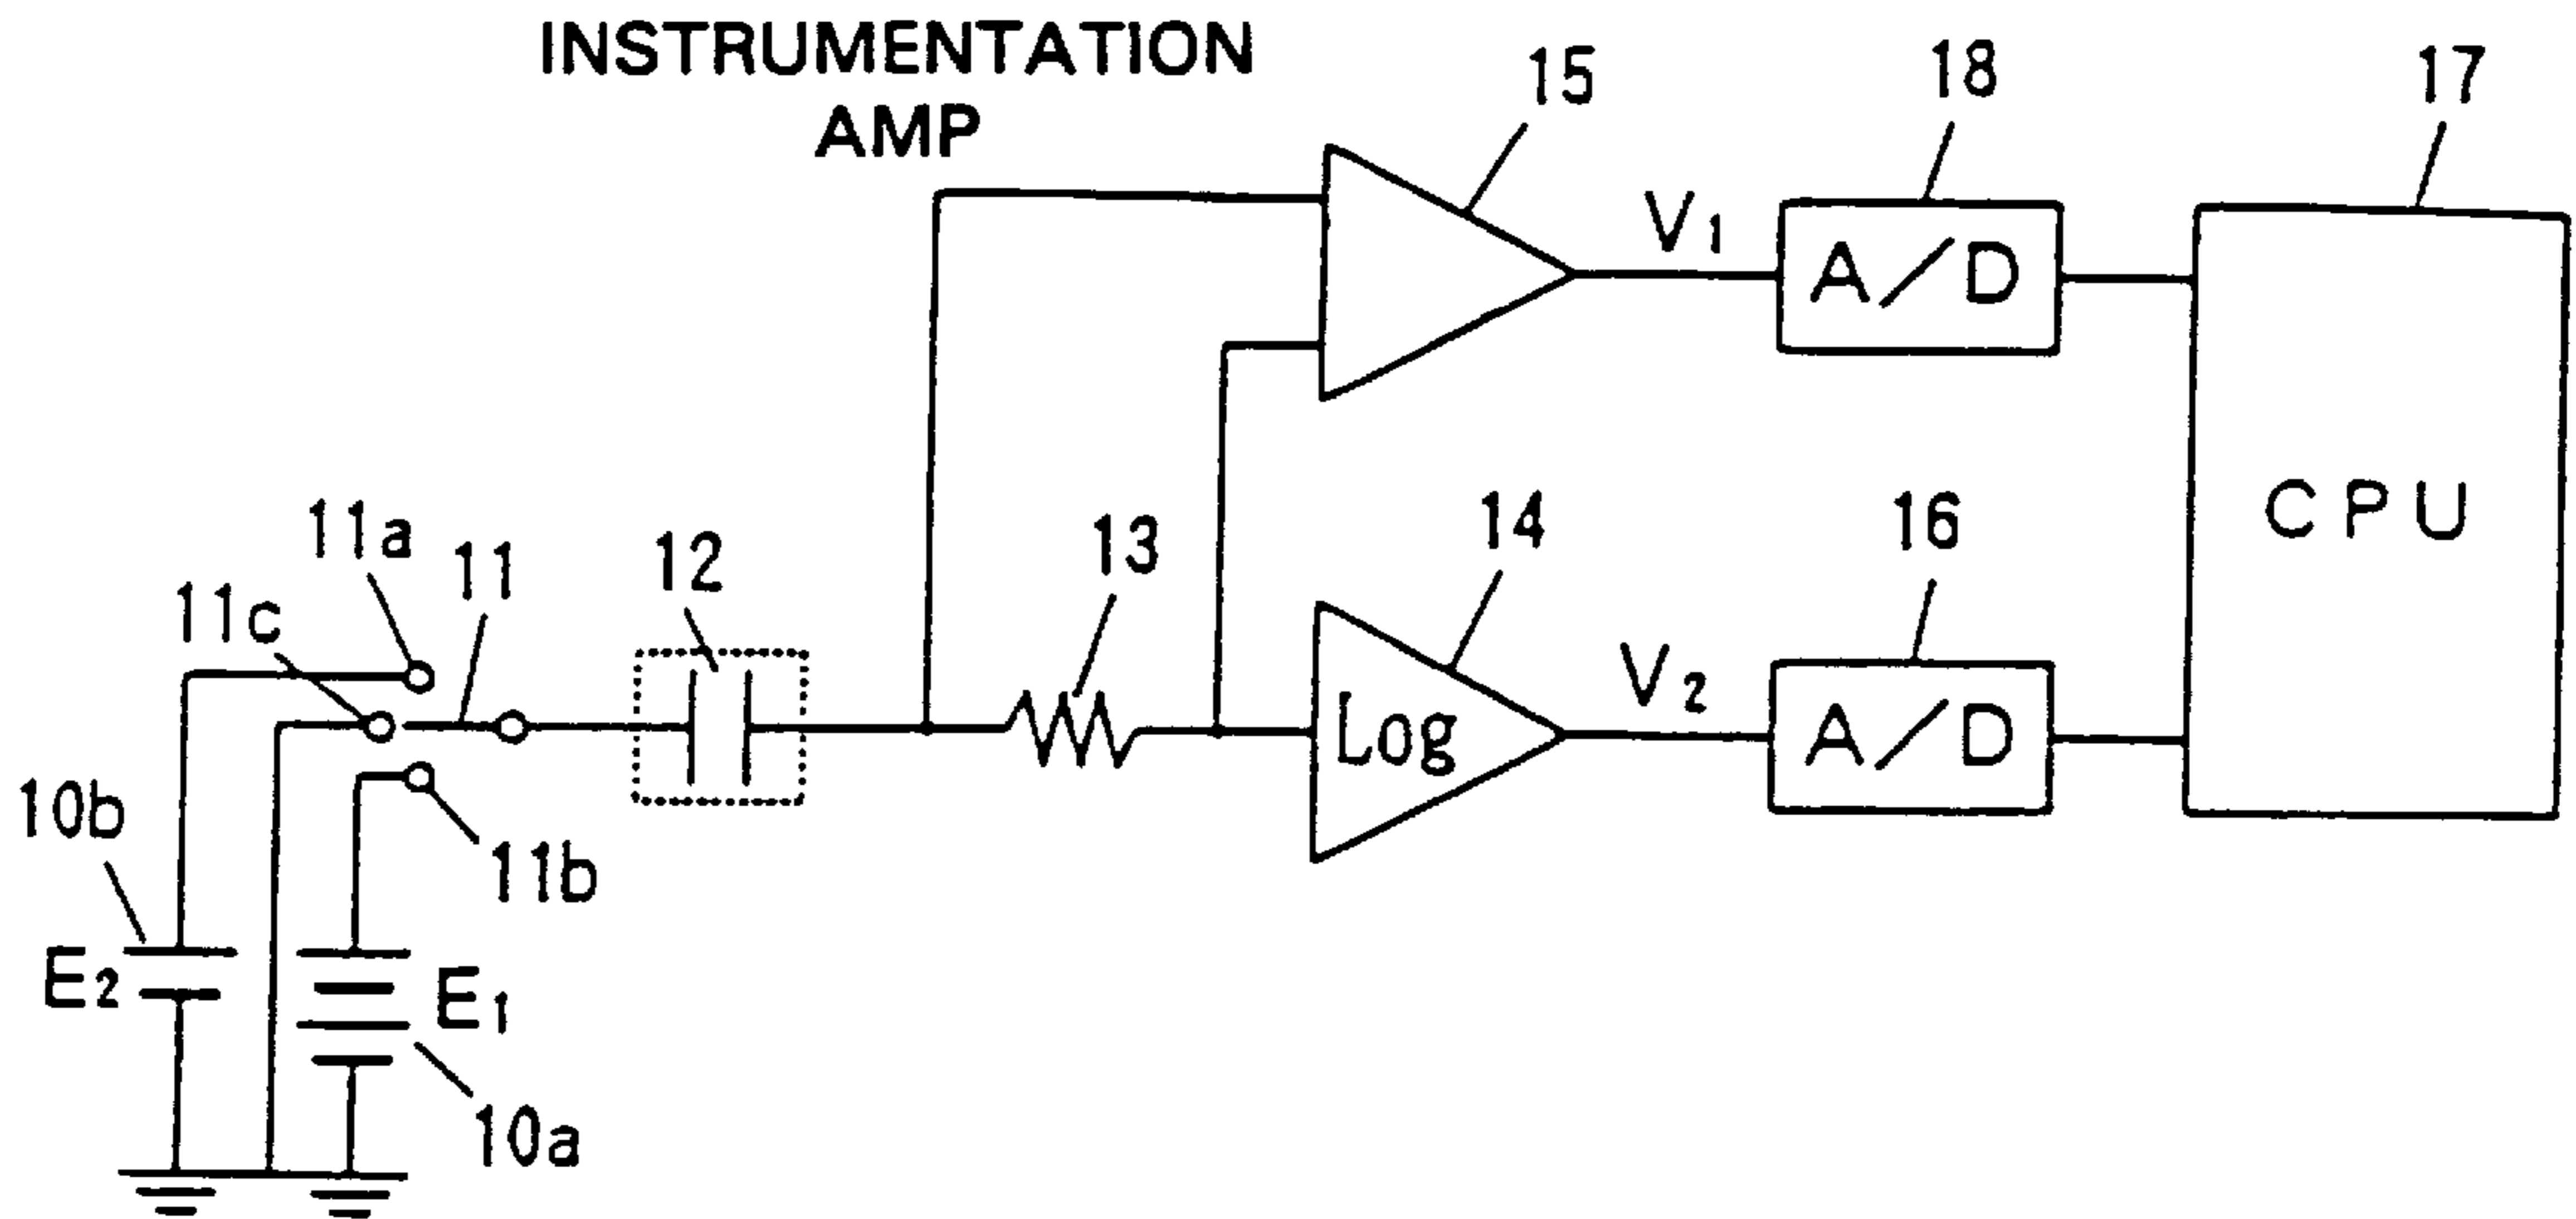 INSTRUMENTATION
AMP
15
18
17
V1
A/D
11a
11
11c
12
13
14
16
CPU
Log
V2
A/D
10b
11b
E2
E1
10a